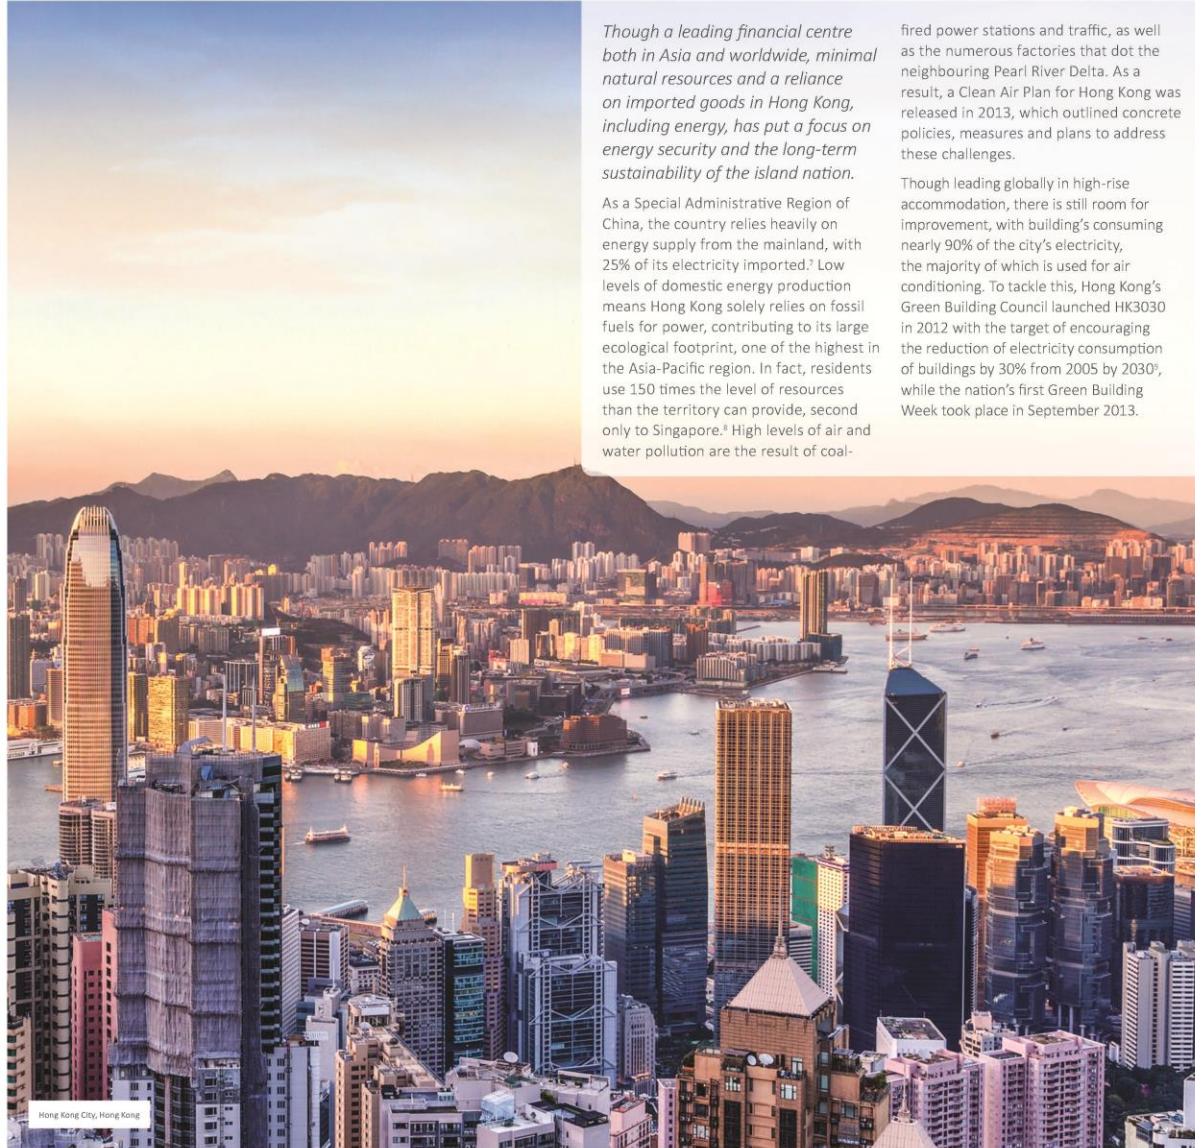 Though a leading financial centre
both in Asia and worldwide, minimal
natural resources and a reliance
on imported goods in Hong Kong,
including energy, has put a focus on
energy security and the long-term
sustainability of the island nation.
As a Special Administrative Region of
China, the country relies heavily on
energy supply from the mainland, with
25% of its electricity imported.⁷ Low
levels of domestic energy production
means Hong Kong solely relies on fossil
fuels for power, contributing to its large
ecological footprint, one of the highest in
the Asia-Pacific region. In fact, residents
use 150 times the level of resources
than the territory can provide, second
only to Singapore.⁸ High levels of air and
water pollution are the result of coal-
fired power stations and traffic, as well
as the numerous factories that dot the
neighbouring Pearl River Delta. As a
result, a Clean Air Plan for Hong Kong was
released in 2013, which outlined concrete
policies, measures and plans to address
these challenges.
Though leading globally in high-rise
accommodation, there is still room for
improvement, with building's consuming
nearly 90% of the city's electricity,
the majority of which is used for air
conditioning. To tackle this, Hong Kong's
Green Building Council launched HK3030
in 2012 with the target of encouraging
the reduction of electricity consumption
of buildings by 30% from 2005 by 2030⁹,
while the nation's first Green Building
Week took place in September 2013.
Hong Kong City, Hong Kong